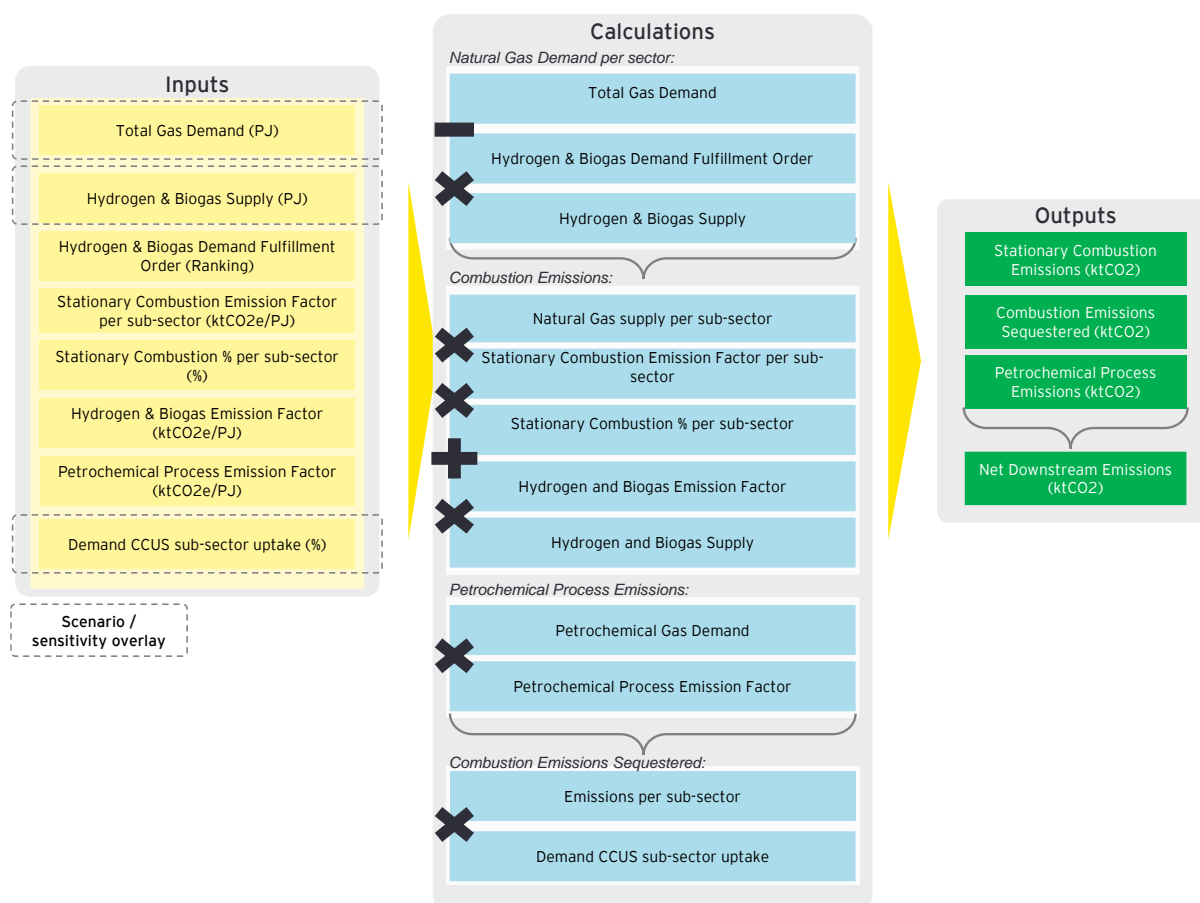 Inputs
Total Gas Demand (PJ)
Hydrogen & Biogas Supply (PJ)
Hydrogen & Biogas Demand Fulfillment
Order (Ranking)
Stationary Combustion Emission Factor
per sub-sector (ktCO2e/PJ)
Stationary Combustion % per sub-sector
(%)
Hydrogen & Biogas Emission Factor
(ktCO2e/PJ)
Petrochemical Process Emission Factor
(ktCO2e/PJ)
Demand CCUS sub-sector uptake (%)
Scenario /
sensitivity overlay
Calculations
Natural Gas Demand per sector:
Total Gas Demand
Hydrogen & Biogas Demand Fulfillment Order
Hydrogen & Biogas Supply
Combustion Emissions:
Natural Gas supply per sub-sector
Stationary Combustion Emission Factor per sub-
sector
Stationary Combustion % per sub-sector
Hydrogen and Biogas Emission Factor
Hydrogen and Biogas Supply
Petrochemical Process Emissions:
Petrochemical Gas Demand
Petrochemical Process Emission Factor
Combustion Emissions Sequestered:
Emissions per sub-sector
Demand CCUS sub-sector uptake
Outputs
Stationary Combustion
Emissions (ktCO2)
Combustion Emissions
Sequestered (ktCO2)
Petrochemical Process
Emissions (ktCO2)
Net Downstream Emissions
(ktCO2)